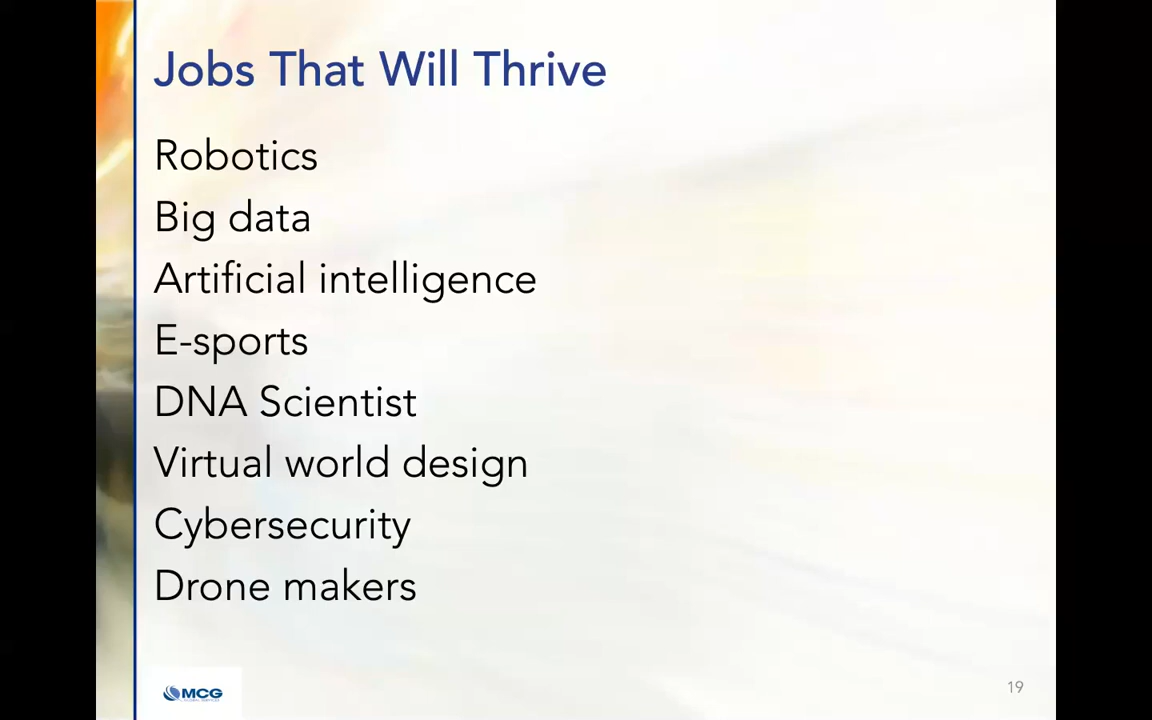 Jobs That Will Thrive
Robotics
Big data
Artificial intelligence
E-sports
DNA Scientist
Virtual world design
Cybersecurity
Drone makers
MCG
19